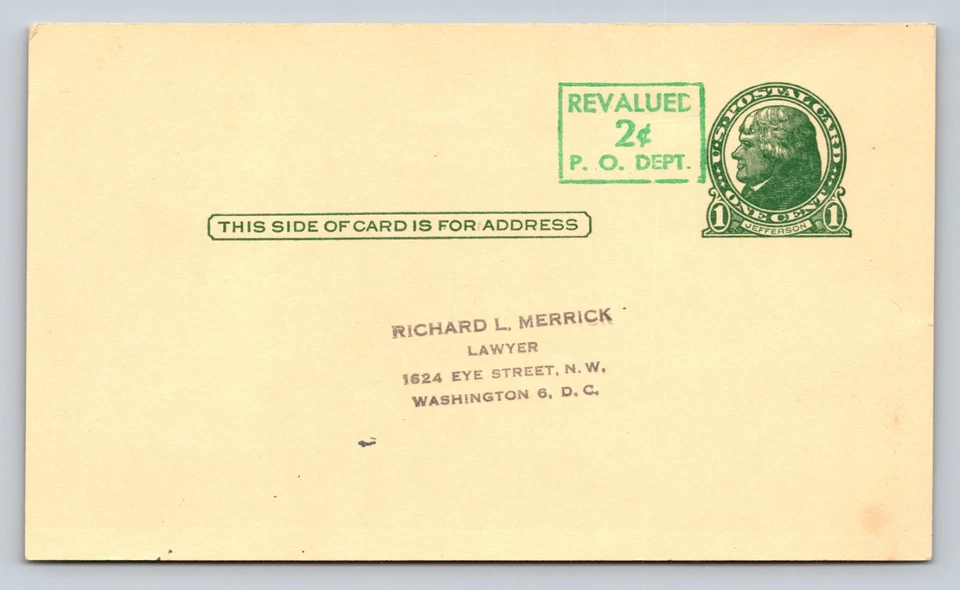 REVALUED
2¢
P. O. DEPT.
U.S. POSTAL CARD
ONE CENT
1 JEFFERSON 1
THIS SIDE OF CARD IS FOR ADDRESS
RICHARD L. MERRICK
LAWYER
1624 EYE STREET, N. W.
WASHINGTON 6, D. C.